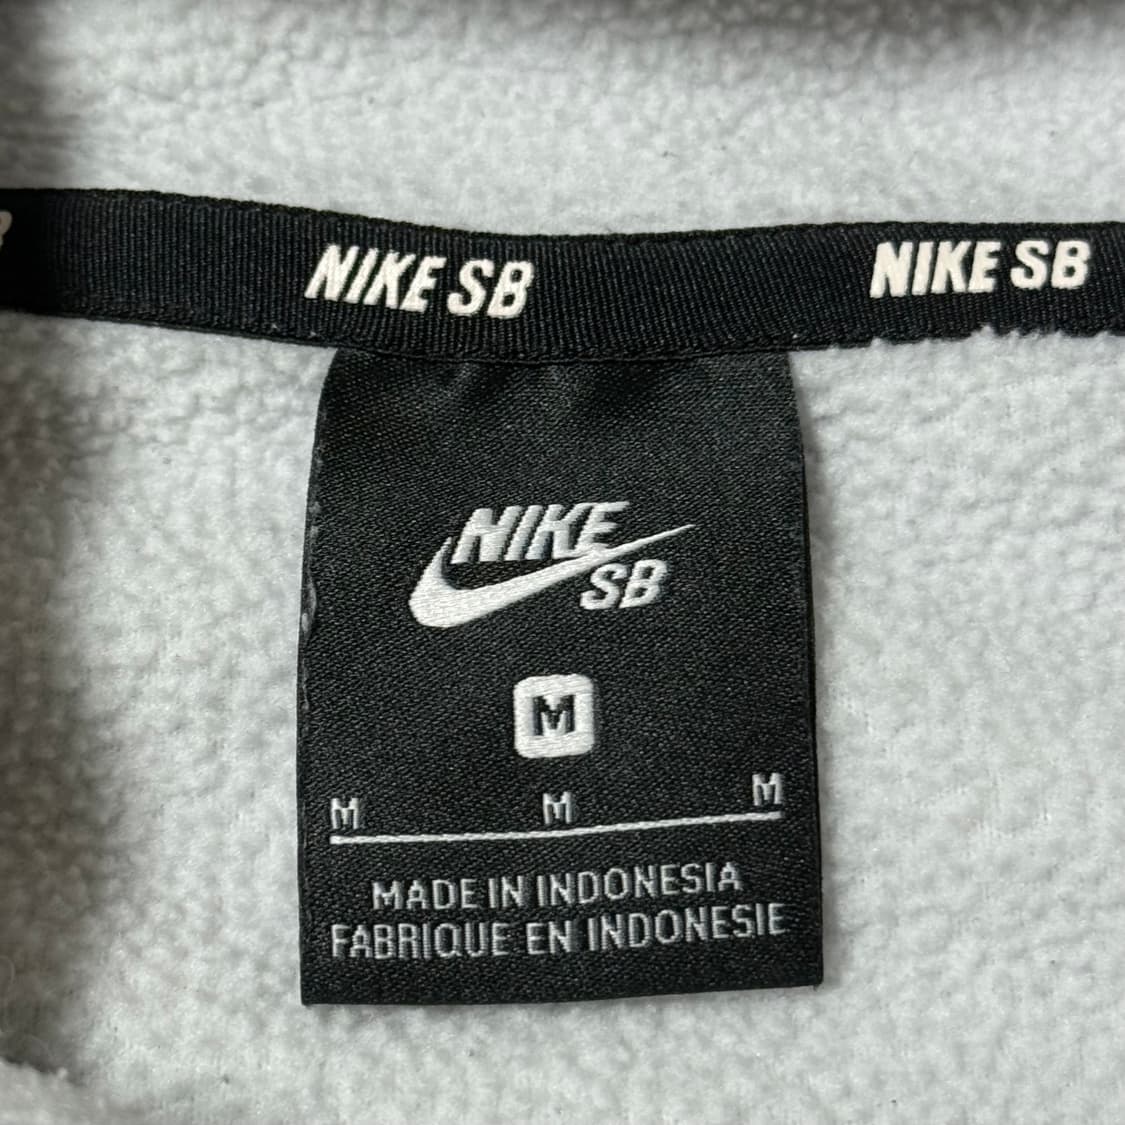 NIKE SB NIKE SB
NIKE
SB
M
M M M
MADE IN INDONESIA
FABRIQUE EN INDONESIE